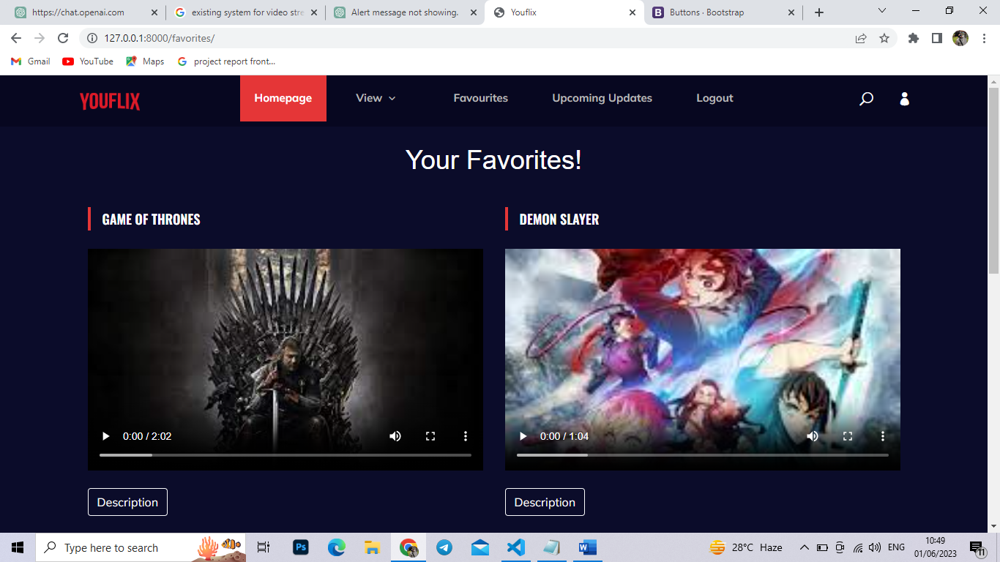 https://chat.openai.com
existing system for video stre
Alert message not showing.
Youflix
Buttons · Bootstrap
127.0.0.1:8000/favorites/
Gmail
YouTube
Maps
project report front...
YOUFLIX
Homepage
View
Favourites
Upcoming Updates
Logout
Your Favorites!
GAME OF THRONES
DEMON SLAYER
0:00 / 2:02
0:00 / 1:04
Description
Description
Type here to search
Ps
W
28°C Haze
ENG
10:49
01/06/2023
11